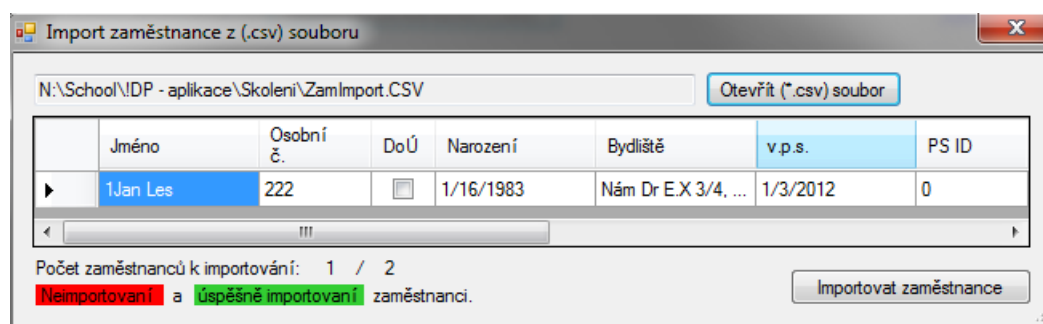 Import zaměstnance z (.csv) souboru
N:\School\!DP - aplikace\Skoleni\ZamImport.CSV Otevřít (*.csv) soubor
Jméno Osobní č. DoÚ Narození Bydliště v.p.s. PS ID
1Jan Les 222 1/16/1983 Nám Dr E.X 3/4, ... 1/3/2012 0
Počet zaměstnanců k importování: 1 / 2
Neimportovaní a úspěšně importovaní zaměstnanci.
Importovat zaměstnance